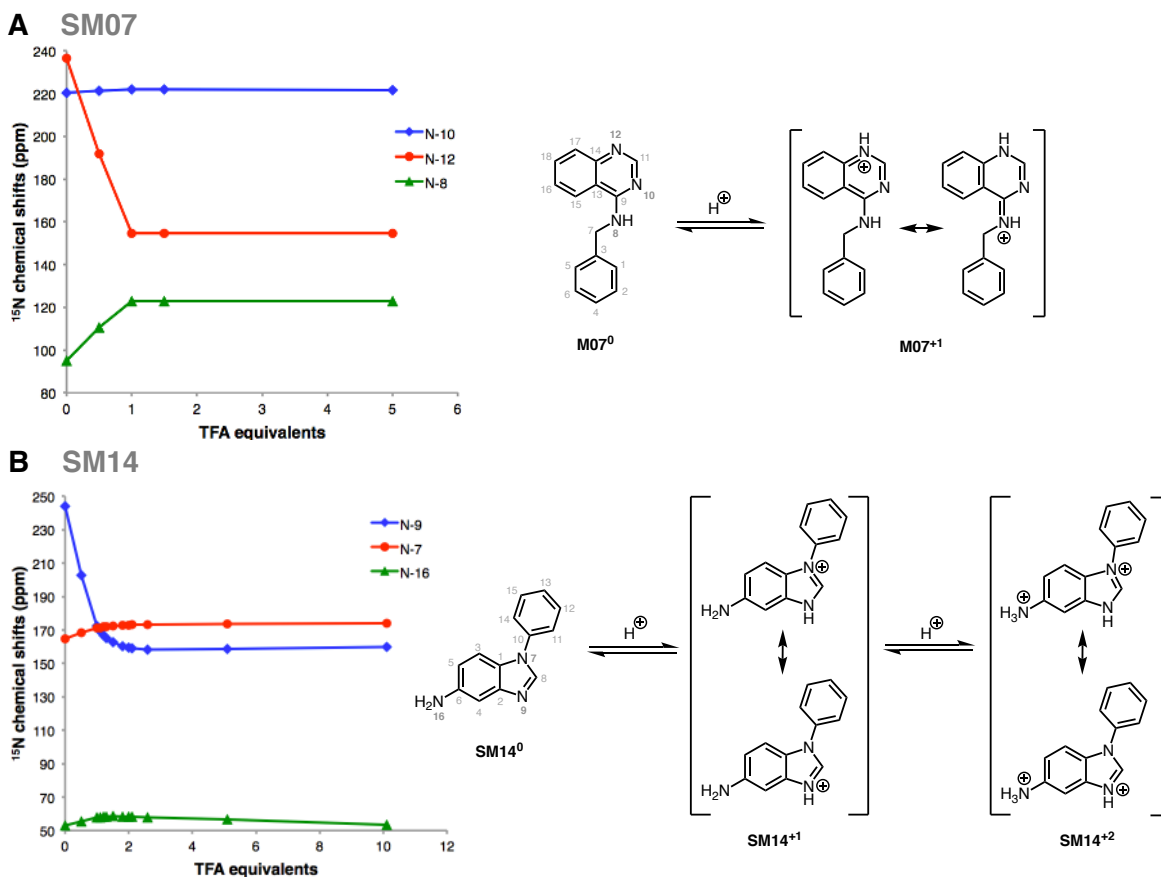 A SM07
240
220
200
180
160
140
120
100
80
0 1 2 3 4 5 6
15N chemical shifts (ppm)
TFA equivalents
N-10
N-12
N-8
17
12
N
18
14
11
16
13
N
10
15
9
NH
7
8
3
5
1
6
2
4
M07⁰
H⊕
H
N
⊕
N
NH
H
N
N
NH
⊕
M07⁺¹
B SM14
250
230
210
190
170
150
130
110
90
70
50
0 2 4 6 8 10 12
15N chemical shifts (ppm)
TFA equivalents
N-9
N-7
N-16
13
15
12
14
11
10
3
N
7
5
1
8
H2N
16
6
2
N
9
4
SM14⁰
H⊕
N⊕
H2N
N
H
N
H2N
N⊕
H
SM14⁺¹
H⊕
N⊕
⊕
H3N
N
H
N
⊕
H3N
N⊕
H
SM14⁺²